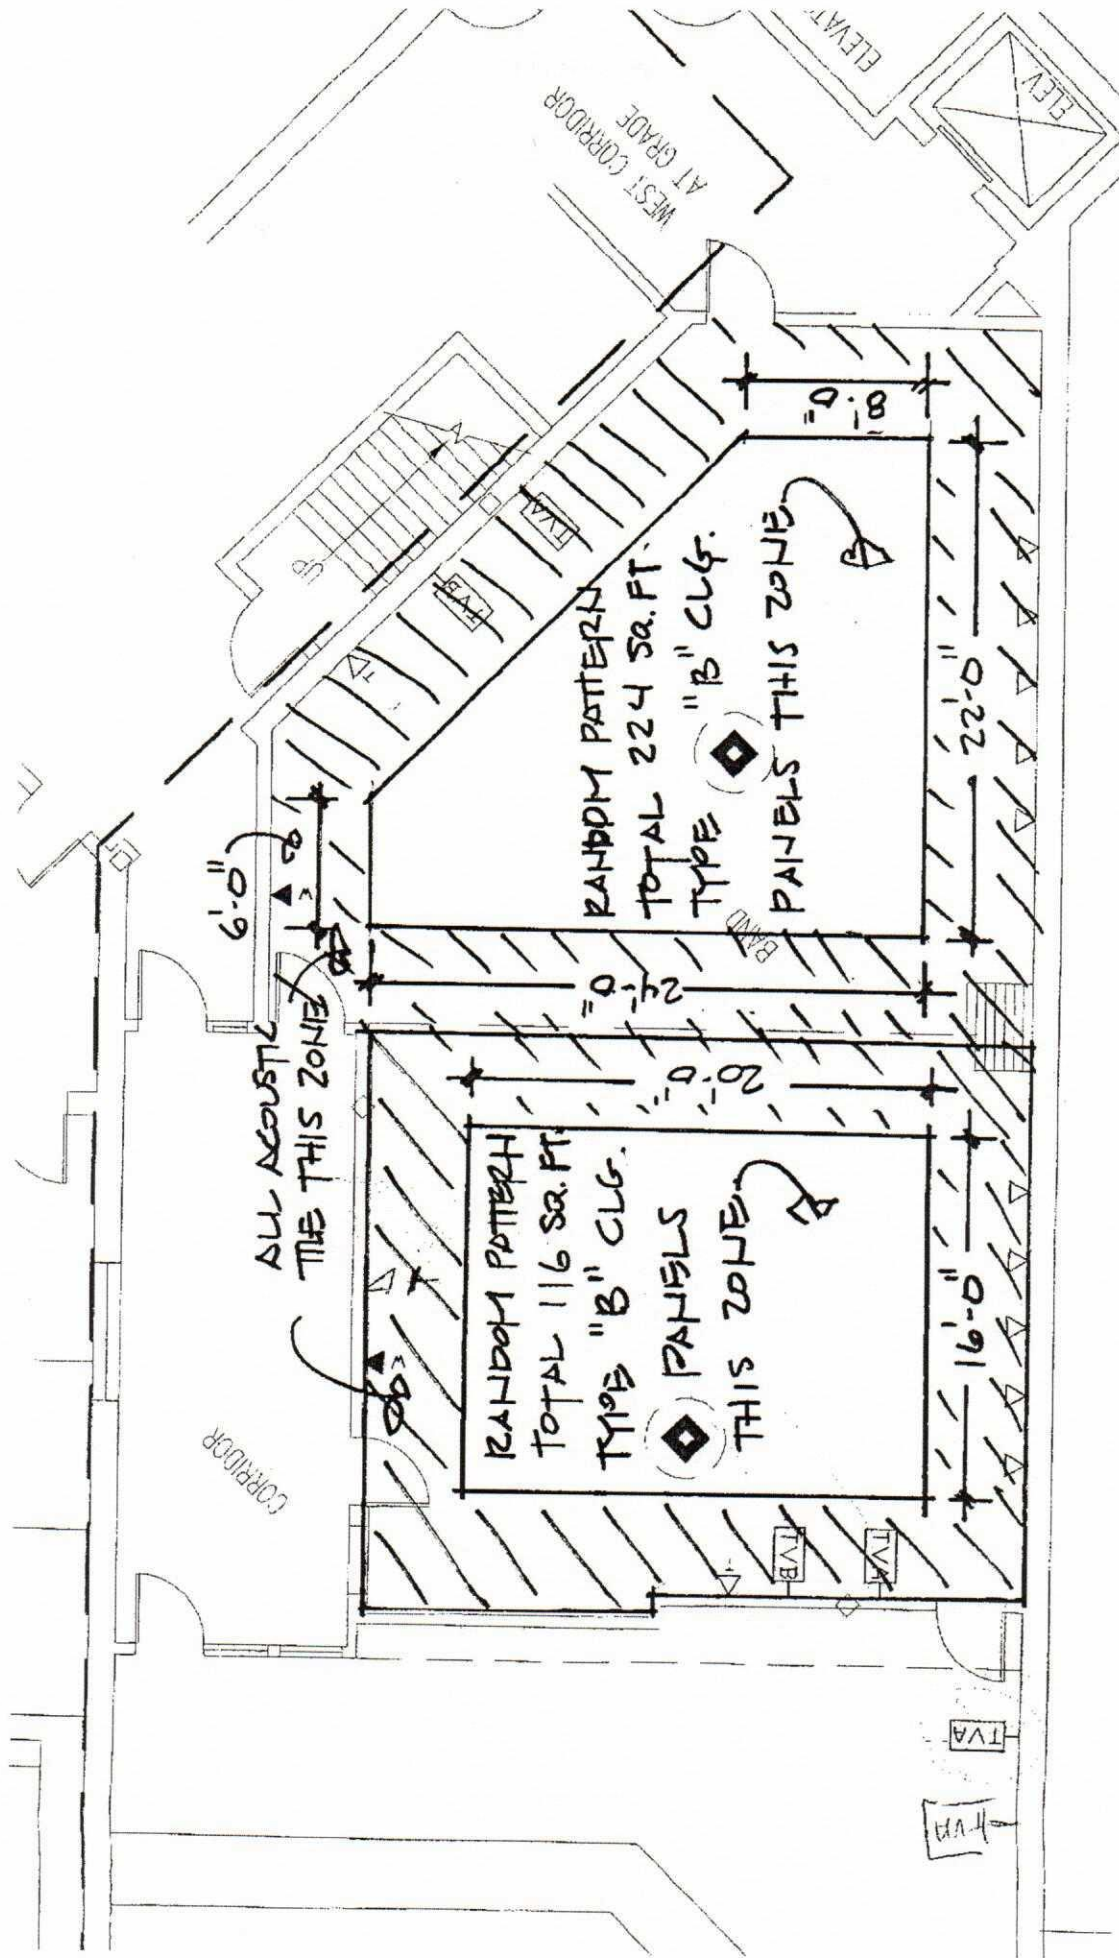 ELEV
WEST CORRIDOR
AT GRADE
UP
TVA
TVB
T
8'-0"
RANDOM PATTERN
TOTAL 224 SQ. FT.
TYPE "B" CLG.
PANELS THIS ZONE
6'-0"
22'-0"
BAND
24'-0"
ALL ACOUSTIC
TILE THIS ZONE
20'-0"
RANDOM PATTERN
TOTAL 116 SQ. FT.
TYPE "B" CLG.
PANELS
THIS ZONE
16'-0"
CORRIDOR
TVB
TVA
TVA
TVA